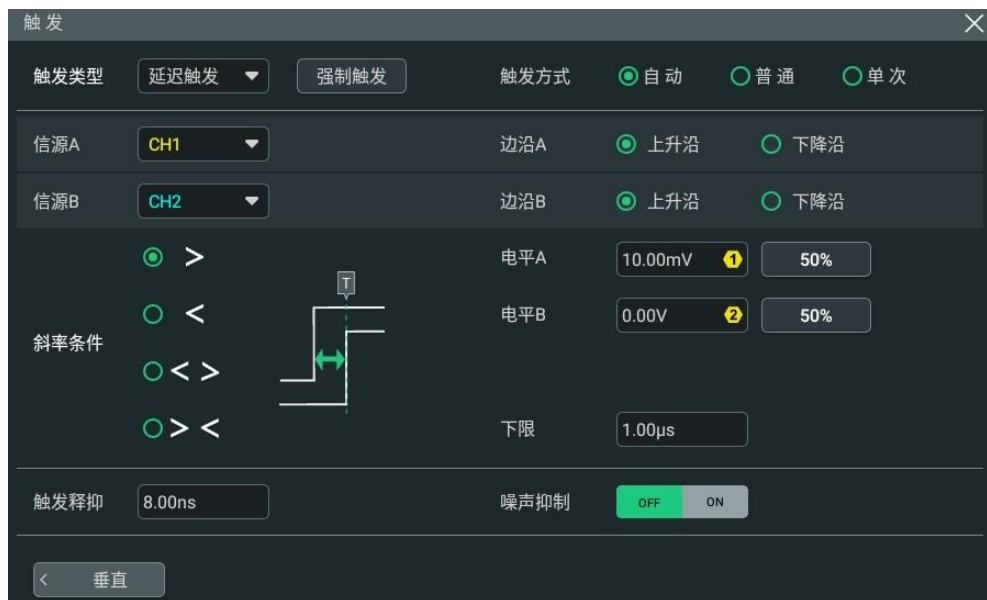 触发
触发类型 延迟触发 强制触发 触发方式 自动 普通 单次
信源A CH1 边沿A 上升沿 下降沿
信源B CH2 边沿B 上升沿 下降沿
> 电平A 10.00mV 1 50%
T
< 电平B 0.00V 2 50%
斜率条件
< >
> < 下限 1.00μs
触发释抑 8.00ns 噪声抑制 OFF ON
< 垂直